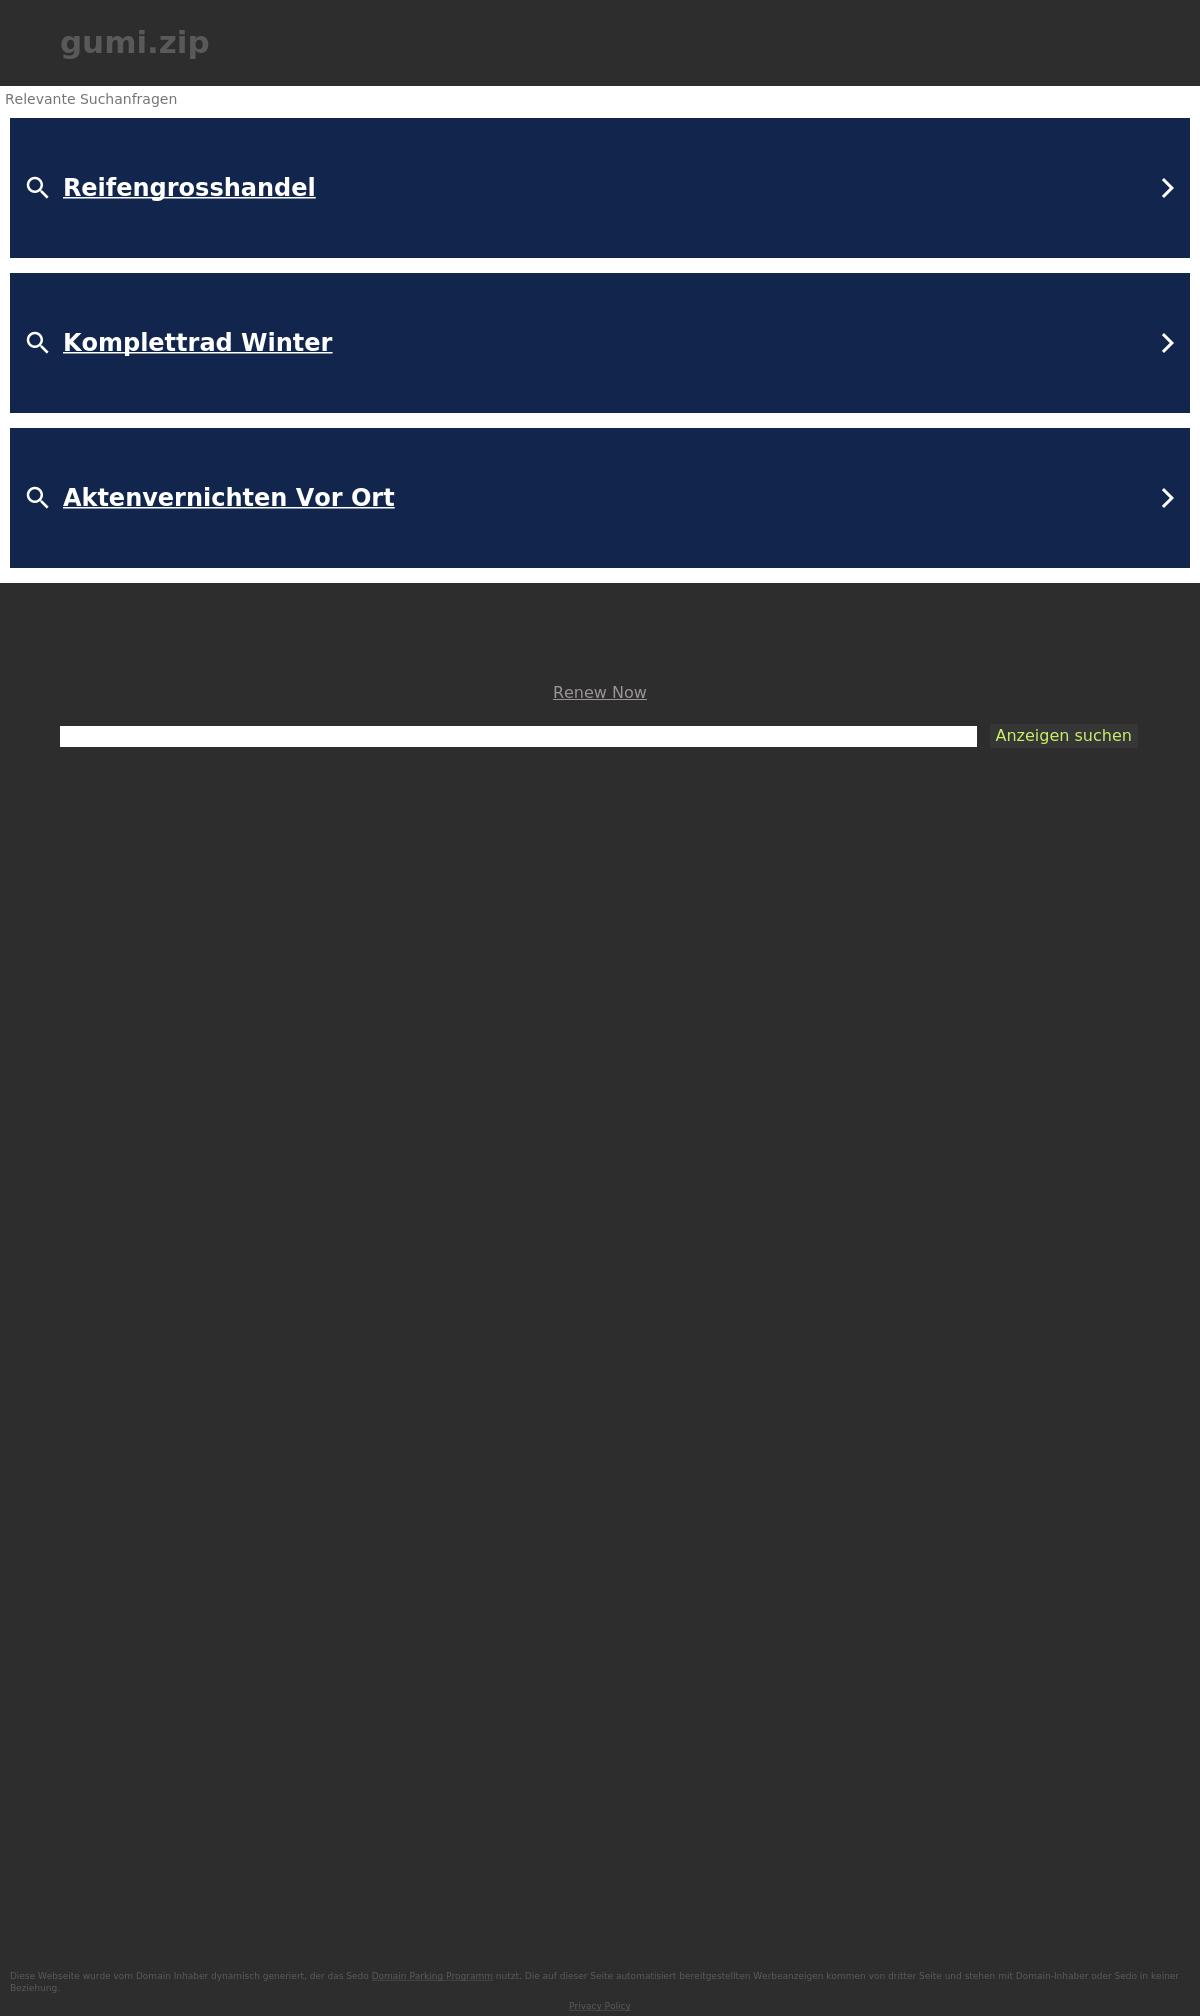 gumi.zip
Relevante Suchanfragen
Reifengrosshandel
Komplettrad Winter
Aktenvernichten Vor Ort
Renew Now
Anzeigen suchen
Diese Webseite wurde vom Domain Inhaber dynamisch generiert, der das Sedo Domain Parking Programm nutzt. Die auf dieser Seite automatisiert bereitgestellten Werbeanzeigen kommen von dritter Seite und stehen mit Domain-Inhaber oder Sedo in keiner
Beziehung.
Privacy Policy